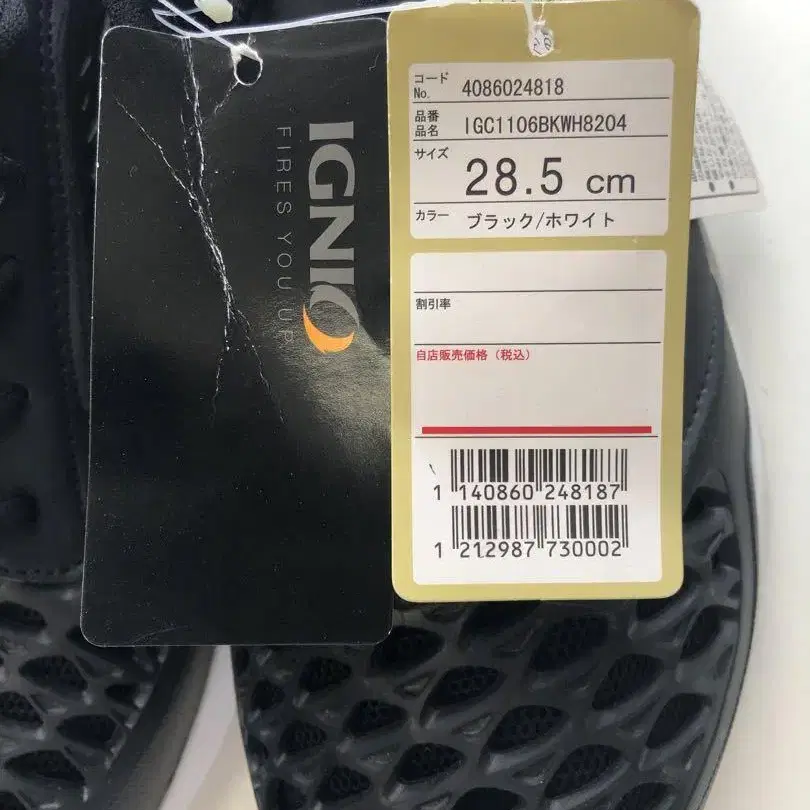 IGNIO
FIRES YOU UP
コード
No. 4086024818
品番
品名 IGC1106BKWH8204
サイズ
28.5 cm
カラー ブラック/ホワイト
割引率
自店販売価格（税込）
1 140860 248187
1 212987 730002